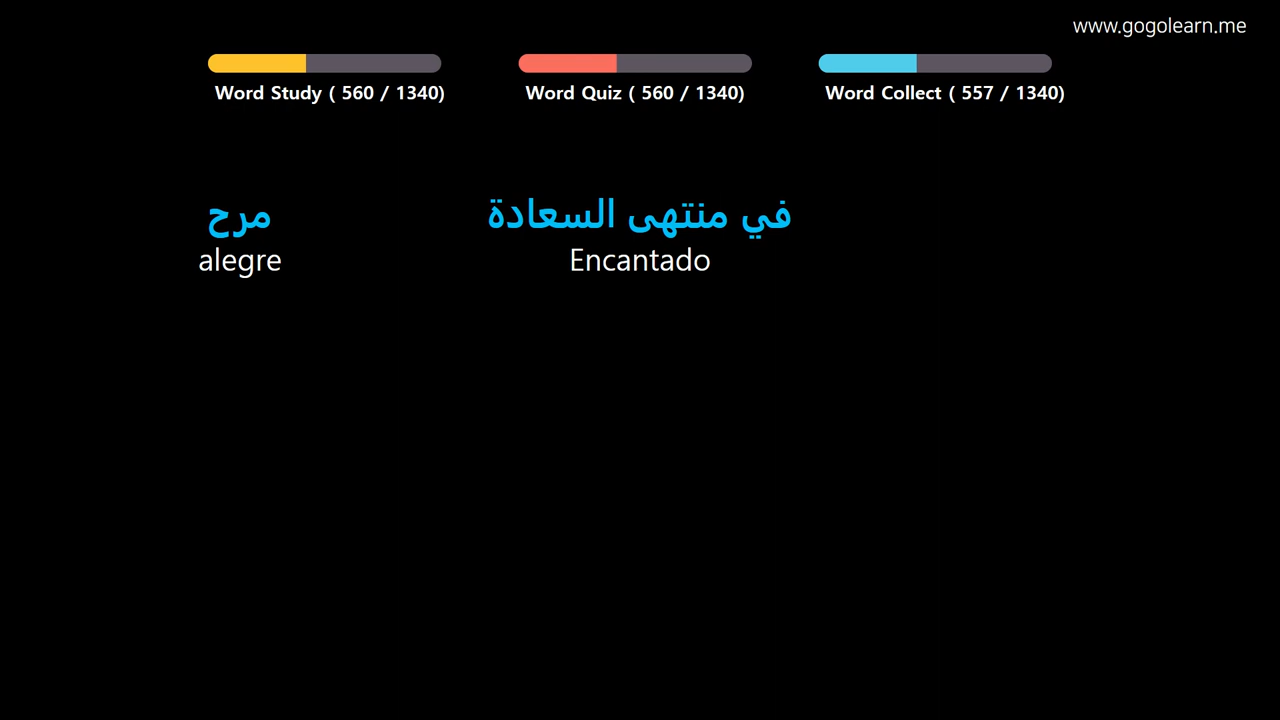 www.gogolearn.me
Word Study ( 560 / 1340)
Word Quiz ( 560 / 1340)
Word Collect ( 557 / 1340)
مرح
alegre
في منتهى السعادة
Encantado